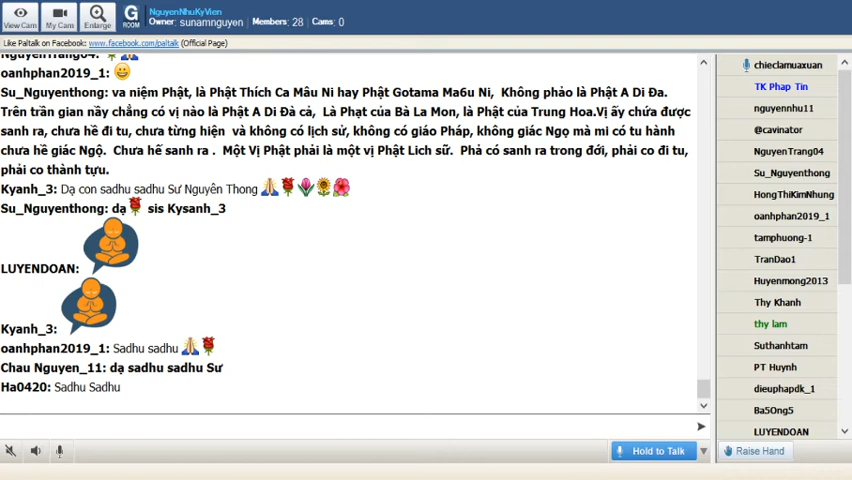 View Cam
My Cam
Enlarge
G
ROOM
NguyenNhuKyVien
Owner: sunamnguyen Members: 28 Cams: 0
Like Paltalk on Facebook: www.facebook.com/paltalk (Official Page)
NguyenTrang04:
oanhphan2019_1:
Su_Nguyenthong: va niệm Phật, là Phật Thích Ca Mâu Ni hay Phật Gotama Ma6u Ni, Không phảo là Phật A Di Đa.
Trên trần gian nầy chẳng có vị nào là Phật A Di Đà cả, Là Phạt của Bà La Mon, là Phật của Trung Hoa.Vị ấy chứa được
sanh ra, chưa hề đi tu, chưa từng hiện và không có lịch sử, không có giáo Pháp, không giác Ngọ mà mi có tu hành
chưa hề giác Ngộ. Chưa hế sanh ra . Một Vị Phật phải là một vị Phật Lich sữ. Phả có sanh ra trong đới, phải co đi tu,
phải co thành tựu.
Kyanh_3: Dạ con sadhu sadhu Sư Nguyên Thong
Su_Nguyenthong: dạ sis Kysanh_3
LUYENDOAN:
Kyanh_3:
oanhphan2019_1: Sadhu sadhu
Chau Nguyen_11: dạ sadhu sadhu Sư
Ha0420: Sadhu Sadhu
Hold to Talk
chieclamuaxuan
TK Phap Tin
nguyennhu11
@cavinator
NguyenTrang04
Su_Nguyenthong
HongThiKimNhung
oanhphan2019_1
tamphuong-1
TranDao1
Huyenmong2013
Thy Khanh
thy lam
Suthanhtam
PT Huynh
dieuphapdk_1
Ba5Ong5
LUYENDOAN
Raise Hand